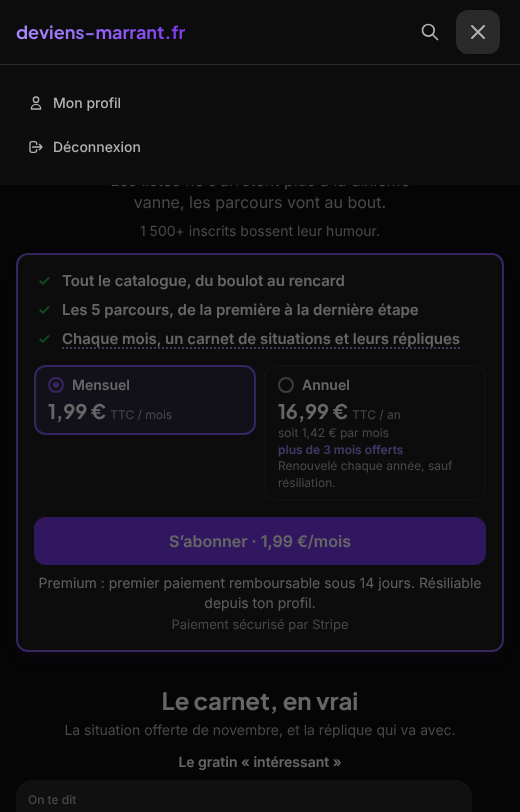 deviens-marrant.fr
Mon profil
Déconnexion
vanne, les parcours vont au bout.
1 500+ inscrits bossent leur humour.
Tout le catalogue, du boulot au rencard
Les 5 parcours, de la première à la dernière étape
Chaque mois, un carnet de situations et leurs répliques
Mensuel
1,99 € TTC / mois
Annuel
16,99 € TTC / an
soit 1,42 € par mois
plus de 3 mois offerts
Renouvelé chaque année, sauf
résiliation.
S’abonner · 1,99 €/mois
Premium : premier paiement remboursable sous 14 jours. Résiliable
depuis ton profil.
Paiement sécurisé par Stripe
Le carnet, en vrai
La situation offerte de novembre, et la réplique qui va avec.
Le gratin « intéressant »
On te dit